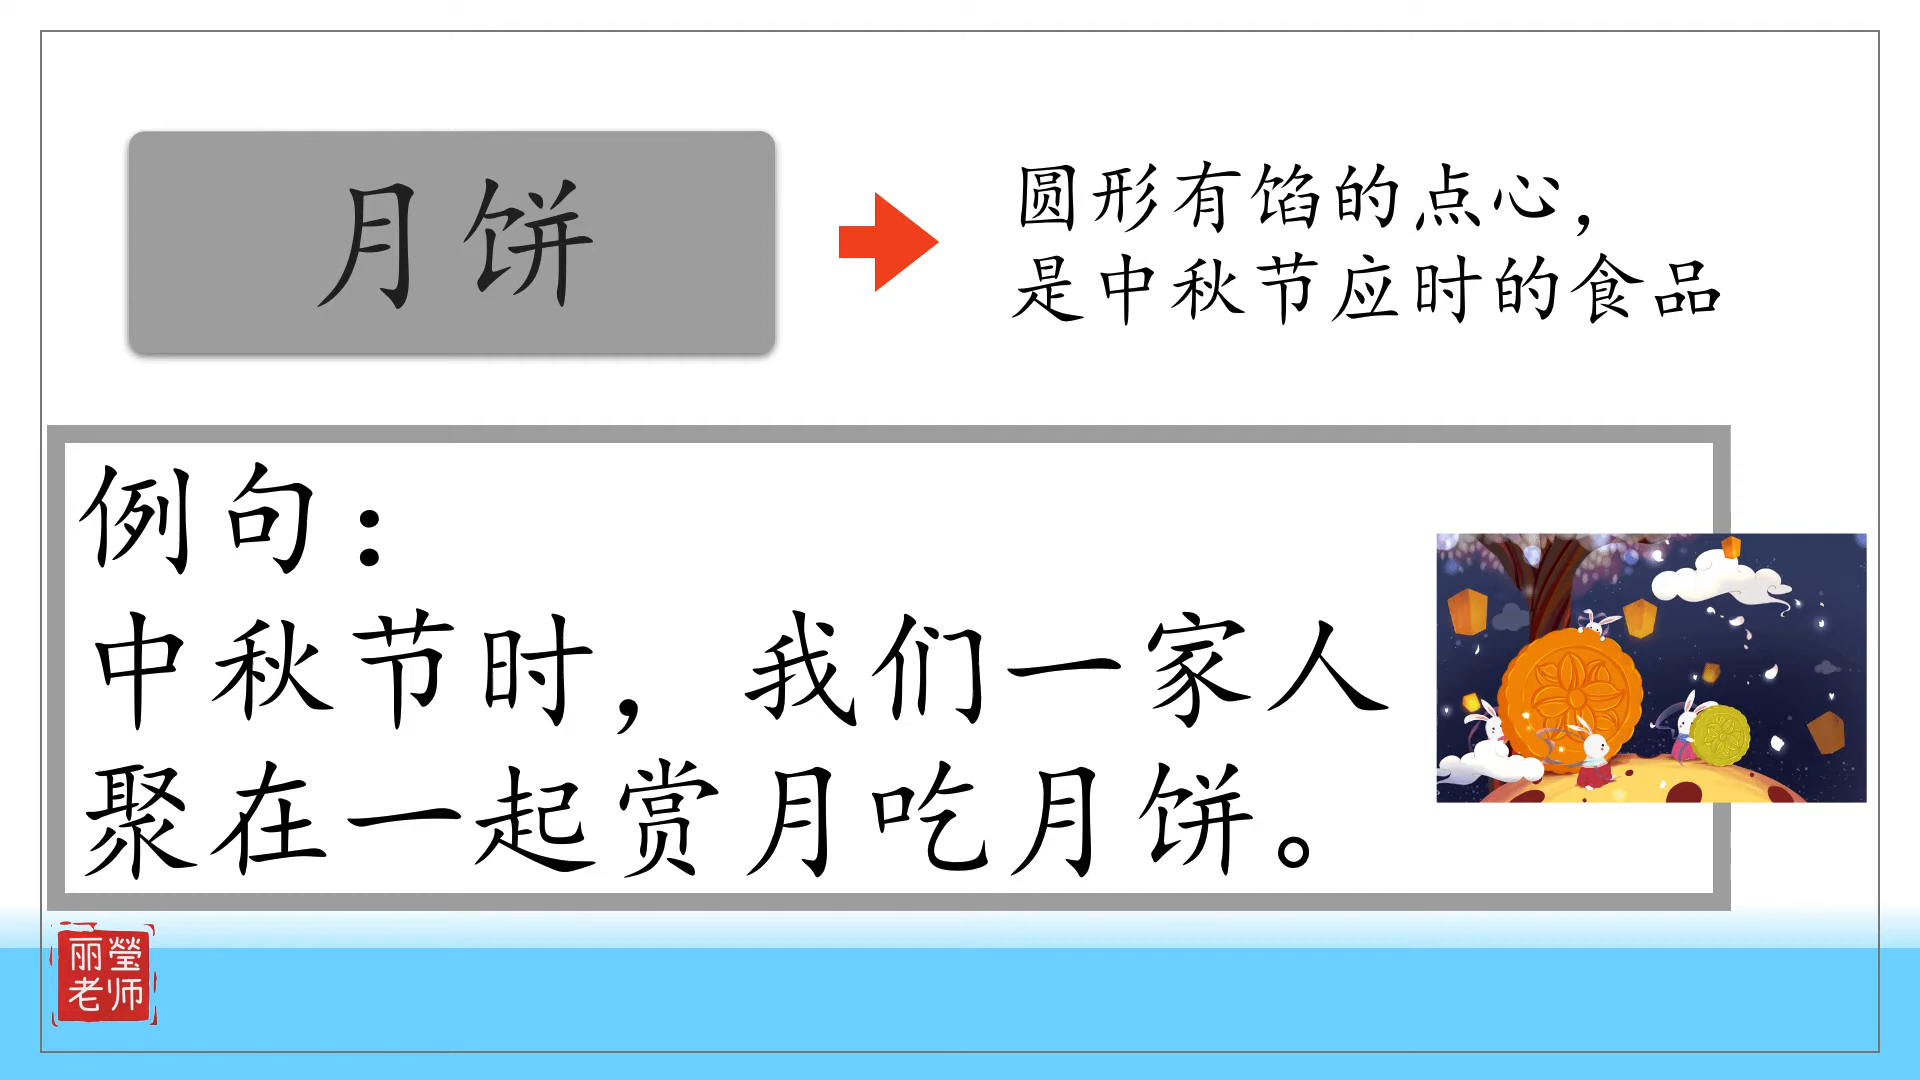 月饼
圆形有馅的点心，
是中秋节应时的食品
例句：
中秋节时，我们一家人
聚在一起赏月吃月饼。
丽瑩
老师